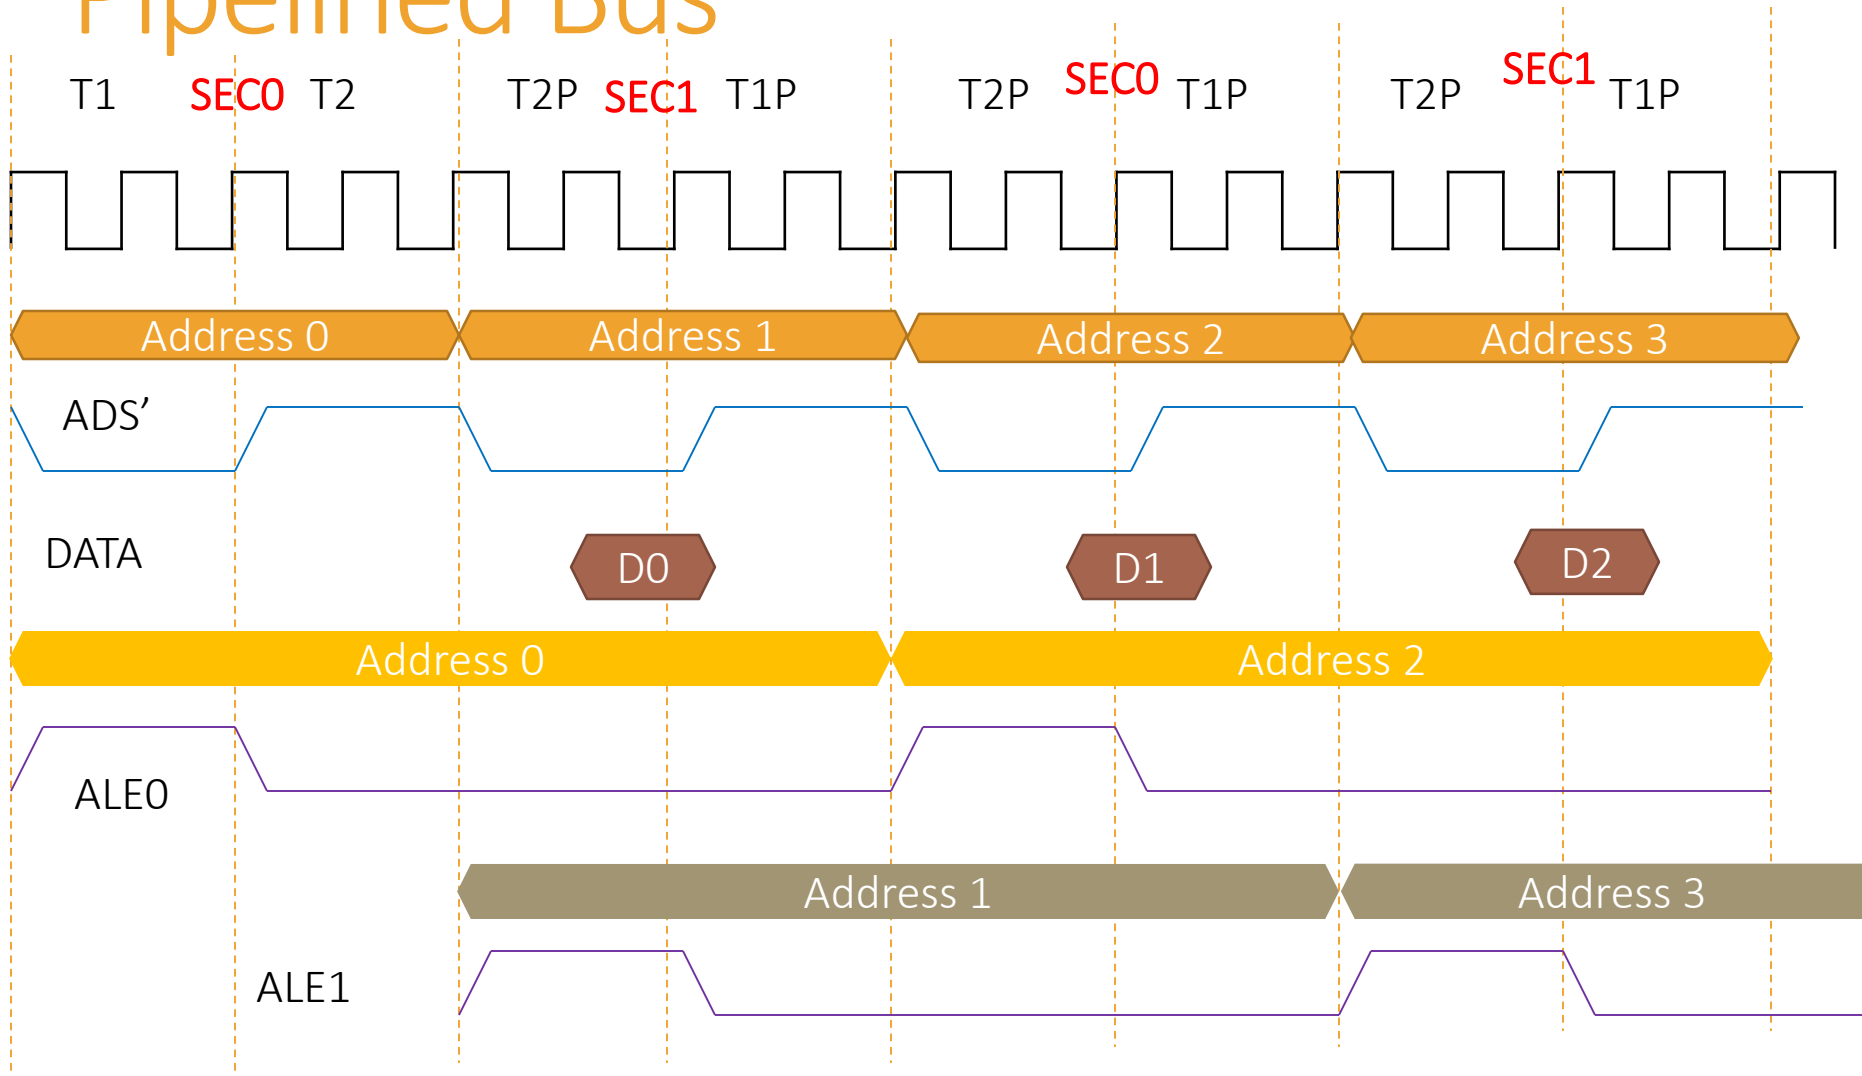 Pipelined Bus
T1 SEC0 T2 T2P SEC1 T1P T2P SEC0 T1P T2P SEC1 T1P
Address 0 Address 1 Address 2 Address 3
ADS’
DATA D0 D1 D2
Address 0 Address 2
ALE0
Address 1 Address 3
ALE1